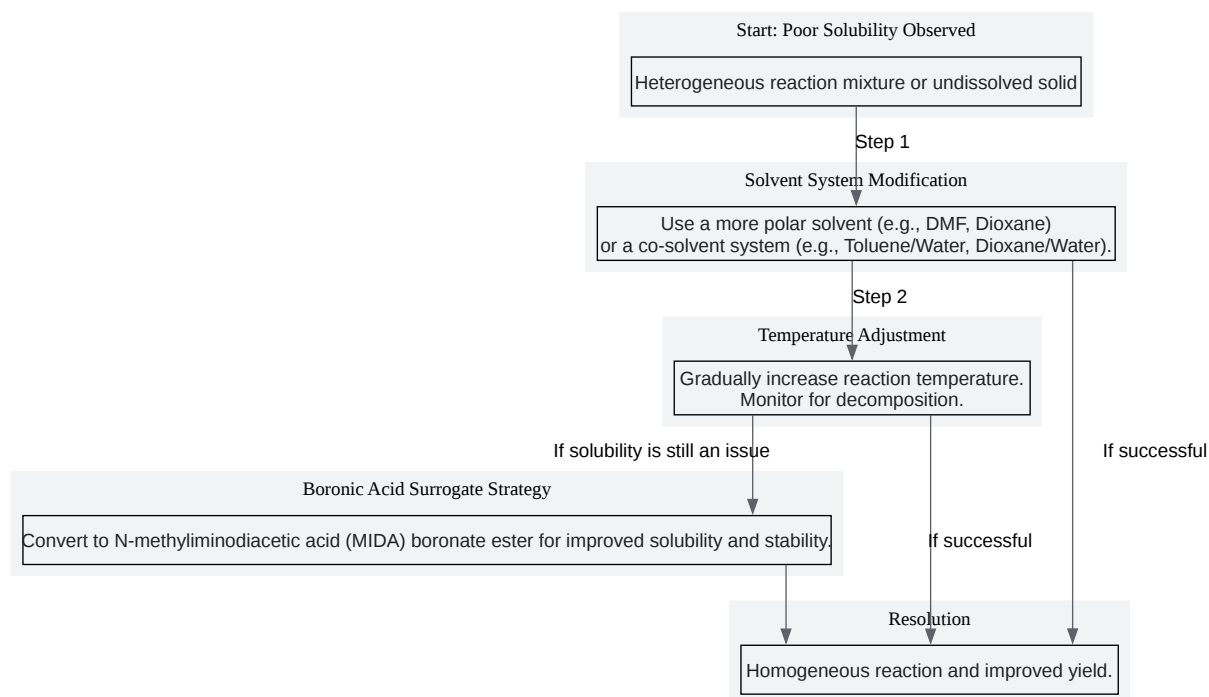 Start: Poor Solubility Observed
Heterogeneous reaction mixture or undissolved solid
Step 1
Solvent System Modification
Use a more polar solvent (e.g., DMF, Dioxane)
or a co-solvent system (e.g., Toluene/Water, Dioxane/Water).
Step 2
Temperature Adjustment
Gradually increase reaction temperature.
Monitor for decomposition.
If solubility is still an issue
If successful
Boronic Acid Surrogate Strategy
Convert to N-methyliminodiacetic acid (MIDA) boronate ester for improved solubility and stability.
If successful
Resolution
Homogeneous reaction and improved yield.